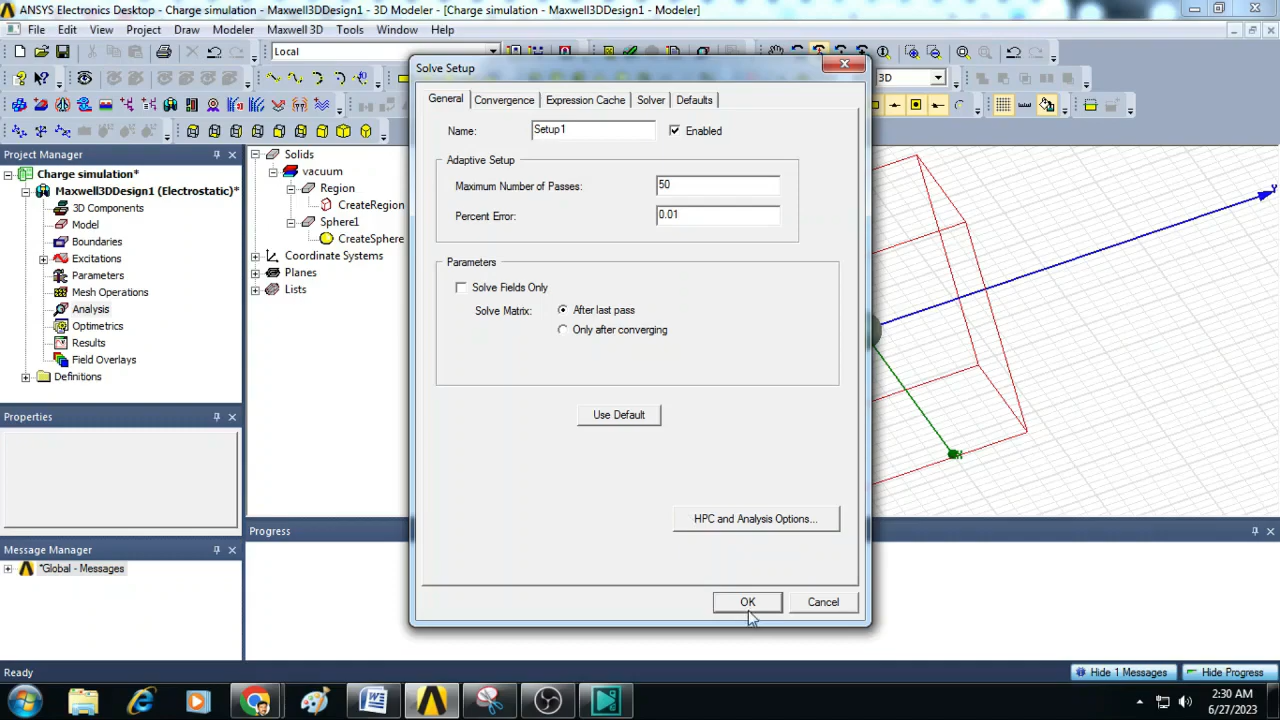 ANSYS Electronics Desktop - Charge simulation - Maxwell3DDesign1 - 3D Modeler - [Charge simulation - Maxwell3DDesign1 - Modeler]
File Edit View Project Draw Modeler Maxwell 3D Tools Window Help
Local
3D
Project Manager
Charge simulation*
Maxwell3DDesign1 (Electrostatic)*
3D Components
Model
Boundaries
Excitations
Parameters
Mesh Operations
Analysis
Optimetrics
Results
Field Overlays
Definitions
Properties
Message Manager
*Global - Messages
Solids
vacuum
Region
CreateRegion
Sphere1
CreateSphere
Coordinate Systems
Planes
Lists
Solve Setup
General Convergence Expression Cache Solver Defaults
Name: Setup1 Enabled
Adaptive Setup
Maximum Number of Passes: 50
Percent Error: 0.01
Parameters
Solve Fields Only
Solve Matrix: After last pass
Only after converging
Use Default
HPC and Analysis Options...
OK Cancel
Progress
Ready
Hide 1 Messages Hide Progress
2:30 AM
6/27/2023